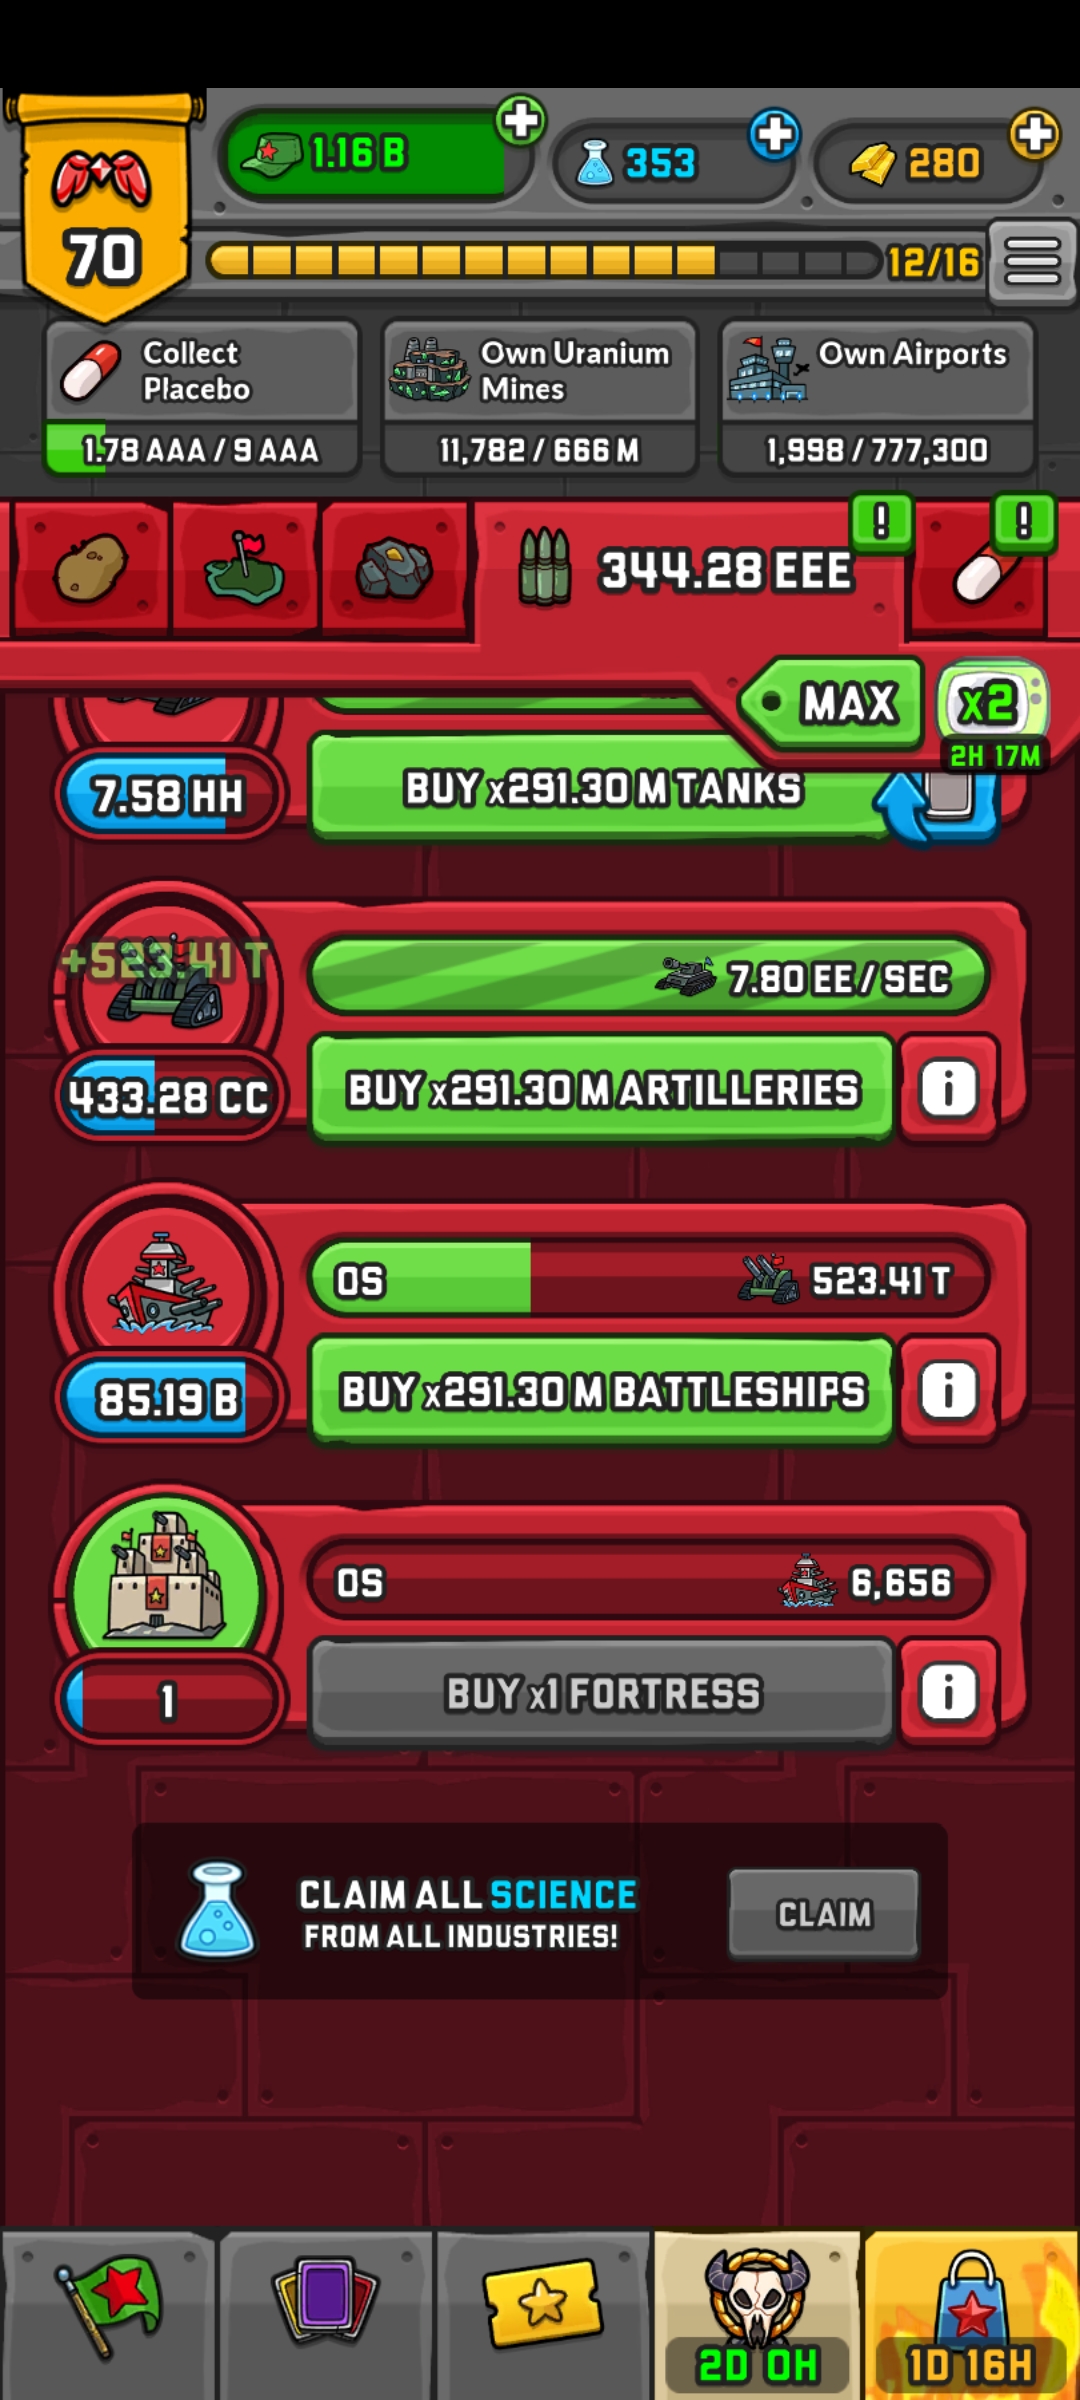 1.16 B
353
280
70
12/16
Collect
Placebo
Own Uranium
Mines
Own Airports
1.78 AAA / 9 AAA
11,782 / 666 M
1,998 / 777,300
!
!
344.28 EEE
MAX
x2
2H 17M
7.58 HH
BUY x291.30 M TANKS
+523.41 T
7.80 EE / SEC
433.28 CC
BUY x291.30 M ARTILLERIES
i
0S
523.41 T
85.19 B
BUY x291.30 M BATTLESHIPS
i
0S
6,656
1
BUY x1 FORTRESS
i
CLAIM ALL SCIENCE
FROM ALL INDUSTRIES!
CLAIM
2D 0H
1D 16H